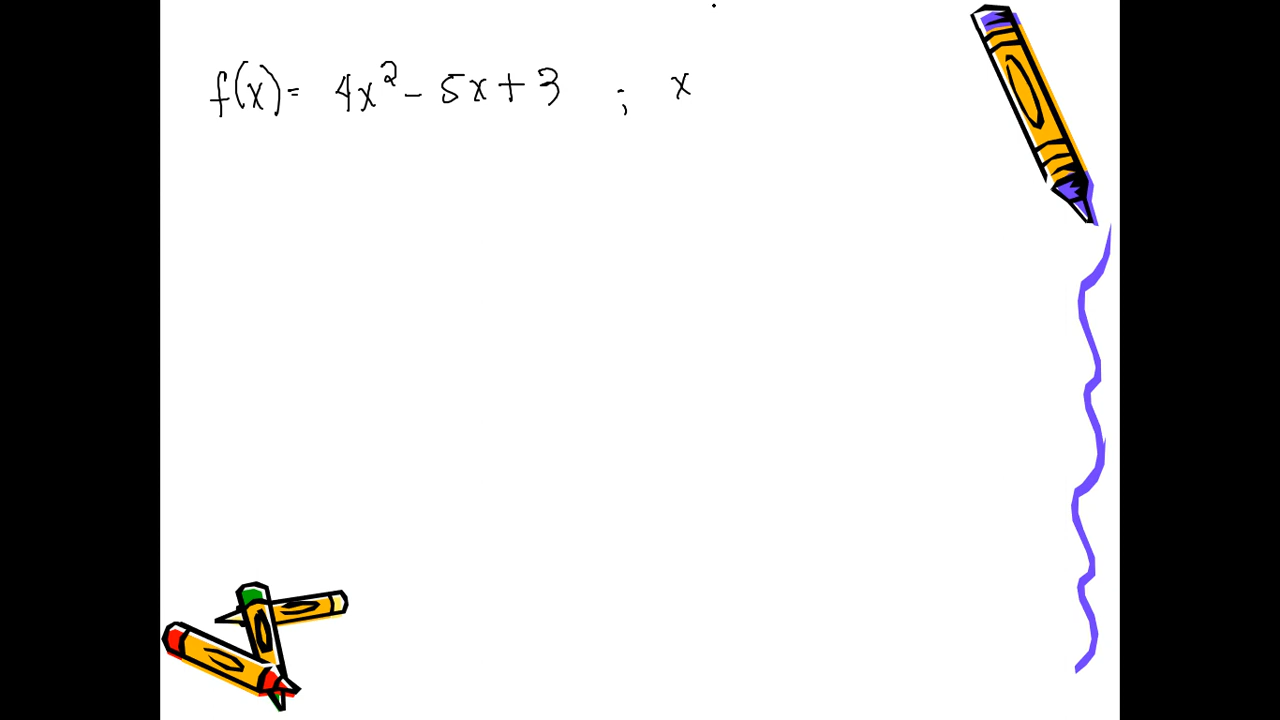 f(x) = 4x² - 5x + 3 ; x